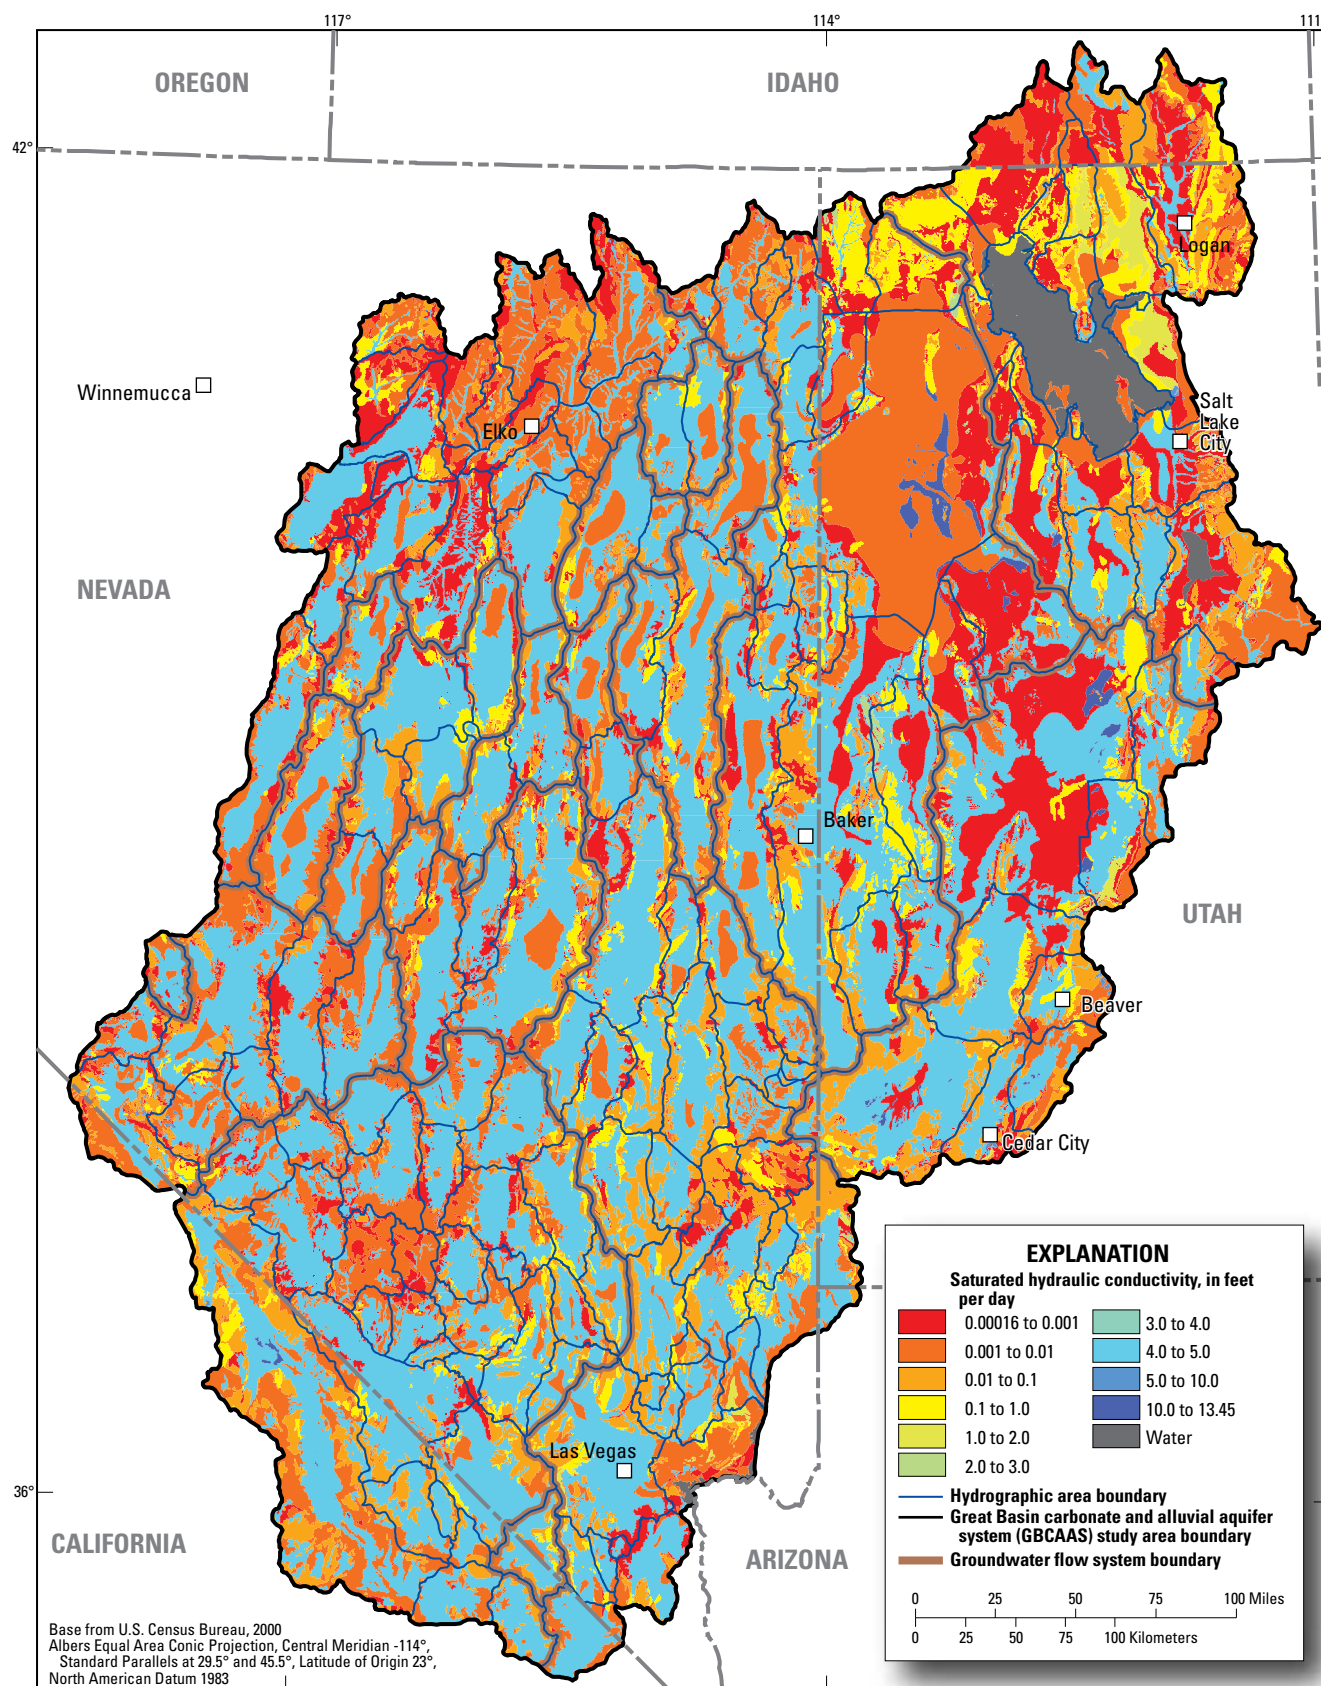 117°
114°
111
OREGON
IDAHO
42°
Logan
Winnemucca
Salt
Lake
City
Elko
NEVADA
Baker
UTAH
Beaver
Cedar City
EXPLANATION
Saturated hydraulic conductivity, in feet
per day
0.00016 to 0.001
3.0 to 4.0
0.001 to 0.01
4.0 to 5.0
0.01 to 0.1
5.0 to 10.0
0.1 to 1.0
10.0 to 13.45
1.0 to 2.0
Water
2.0 to 3.0
Las Vegas
36°
Hydrographic area boundary
Great Basin carbonate and alluvial aquifer
system (GBCAAS) study area boundary
Groundwater flow system boundary
CALIFORNIA
ARIZONA
0 25 50 75 100 Miles
0 25 50 75 100 Kilometers
Base from U.S. Census Bureau, 2000
Albers Equal Area Conic Projection, Central Meridian -114°,
Standard Parallels at 29.5° and 45.5°, Latitude of Origin 23°,
North American Datum 1983